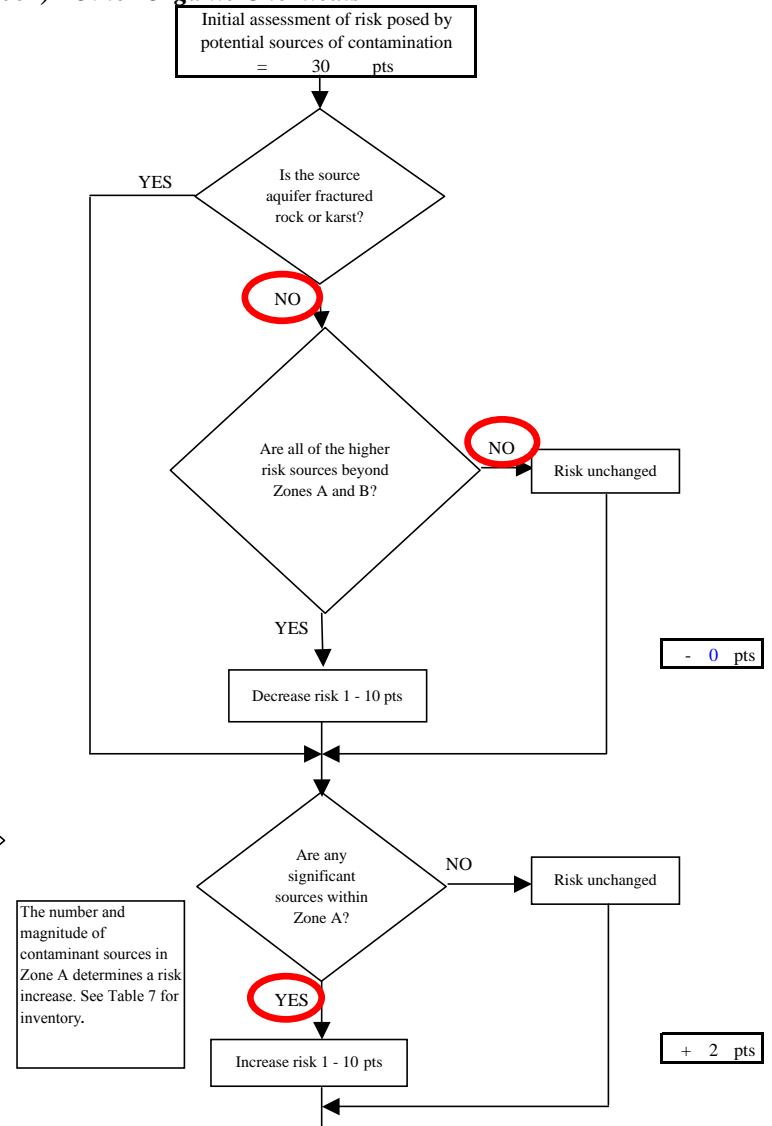 Initial assessment of risk posed by
potential sources of contamination
= 30 pts
YES
Is the source
aquifer fractured
rock or karst?
NO
Are all of the higher
risk sources beyond
Zones A and B?
NO
Risk unchanged
YES
- 0 pts
Decrease risk 1 - 10 pts
Are any
significant
sources within
Zone A?
NO
Risk unchanged
The number and
magnitude of
contaminant sources in
Zone A determines a risk
increase. See Table 7 for
inventory.
YES
Increase risk 1 - 10 pts
+ 2 pts